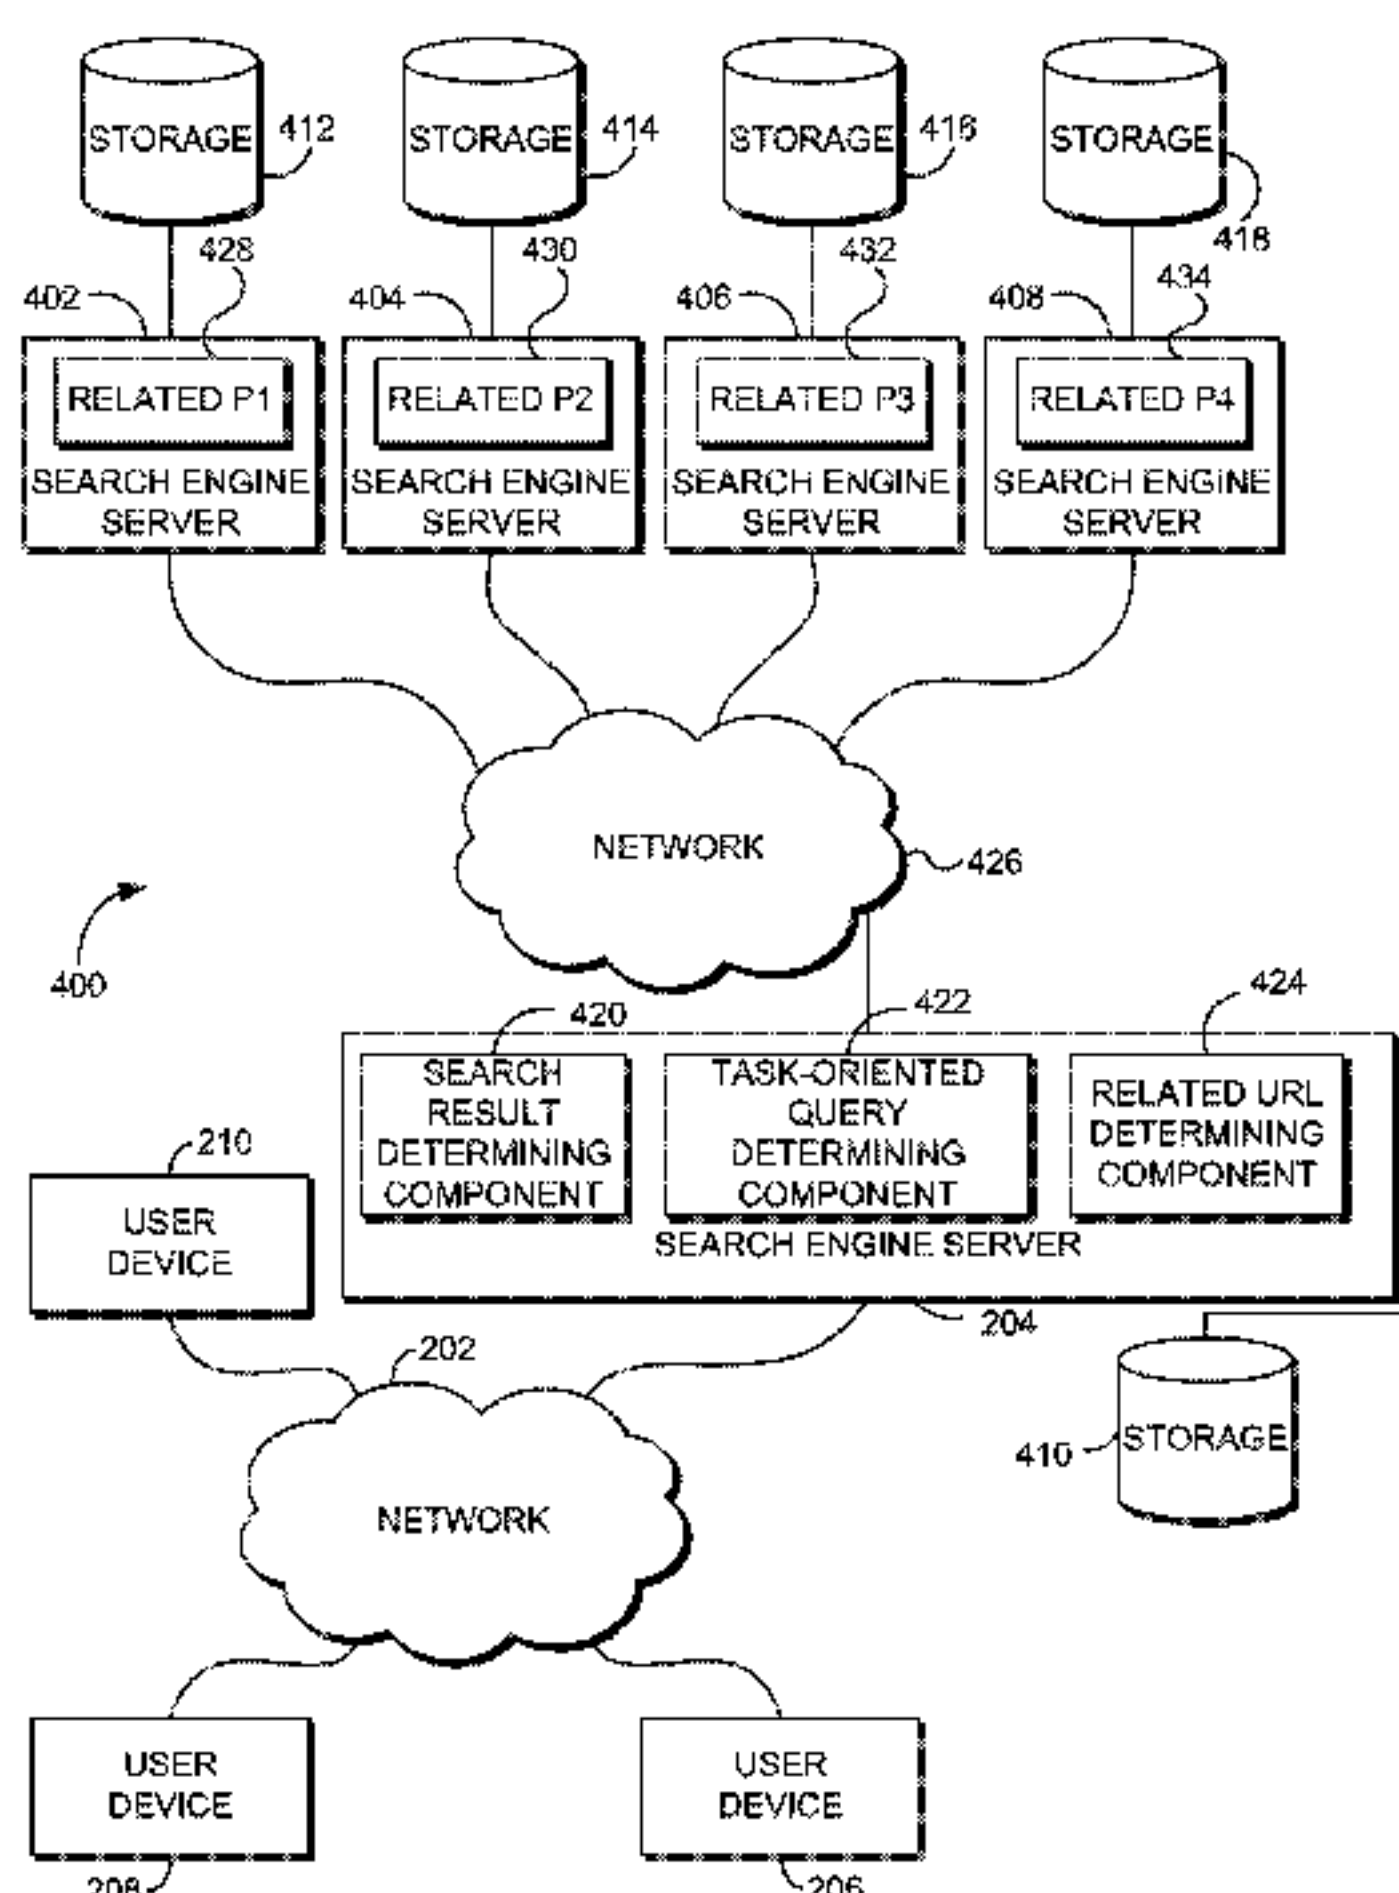 STORAGE
412
STORAGE
414
STORAGE
416
STORAGE
418
428
430
432
434
402
404
406
408
RELATED P1
RELATED P2
RELATED P3
RELATED P4
SEARCH ENGINE
SERVER
SEARCH ENGINE
SERVER
SEARCH ENGINE
SERVER
SEARCH ENGINE
SERVER
NETWORK
426
400
420
422
424
SEARCH
RESULT
DETERMINING
COMPONENT
TASK-ORIENTED
QUERY
DETERMINING
COMPONENT
RELATED URL
DETERMINING
COMPONENT
SEARCH ENGINE SERVER
210
USER
DEVICE
204
202
NETWORK
410
STORAGE
USER
DEVICE
208
USER
DEVICE
206